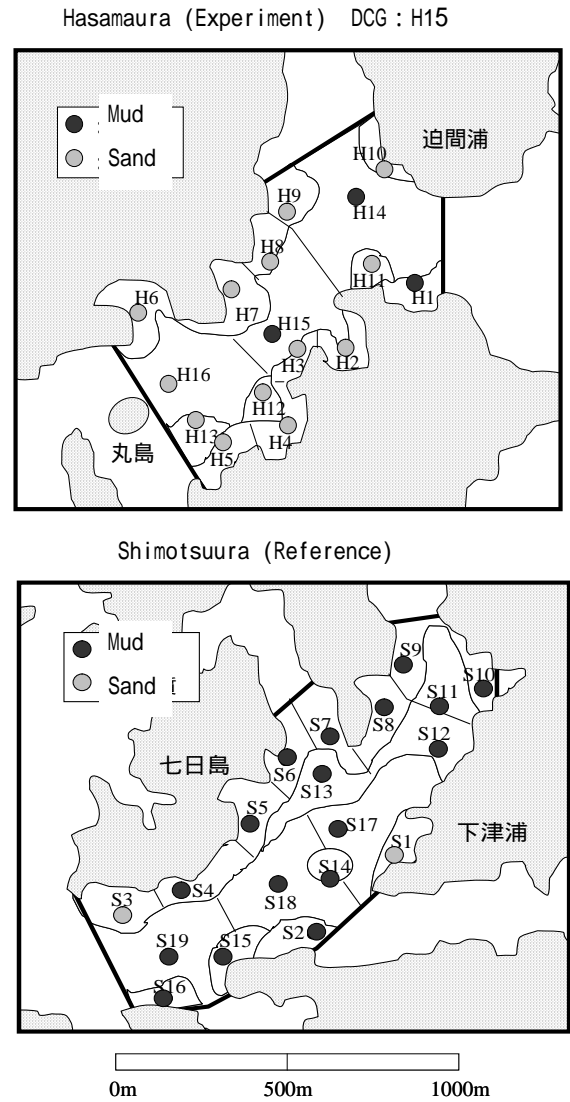 Hasamaura (Experiment) DCG : H15
Mud
Sand
迫間浦
H10
H9
H14
H8
H11
H1
H6
H7
H15
H3
H2
H16
H12
H13
H4
H5
丸島
Shimotsuura (Reference)
Mud
Sand
S9
S10
S11
S8
S7
S12
七日島
S6
S13
S5
S17
S1
下津浦
S14
S4
S18
S3
S2
S19
S15
S16
0m 500m 1000m